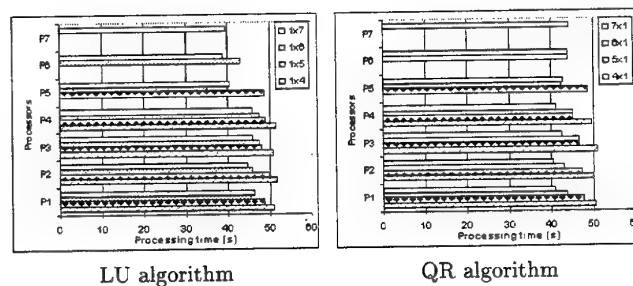 P7
P6
P5
P4
P3
P2
P1
Processors
0 10 20 30 40 50 60
Processing time [s]
1x7
1x6
1x5
1x4
LU algorithm
P7
P6
P5
P4
P3
P2
P1
Processors
0 10 20 30 40 50 60
Processing time [s]
7x1
6x1
5x1
4x1
QR algorithm